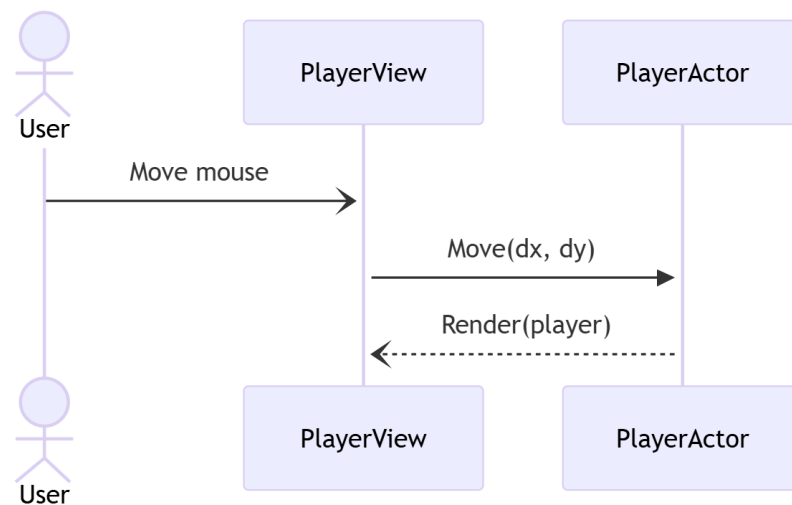 PlayerView
PlayerActor
User
Move mouse
Move(dx, dy)
Render(player)
PlayerView
PlayerActor
User